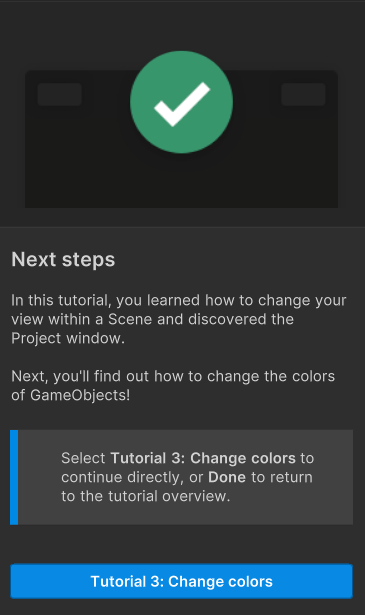 Next steps
In this tutorial, you learned how to change your
view within a Scene and discovered the
Project window.
Next, you'll find out how to change the colors
of GameObjects!
Select Tutorial 3: Change colors to
continue directly, or Done to return
to the tutorial overview.
Tutorial 3: Change colors